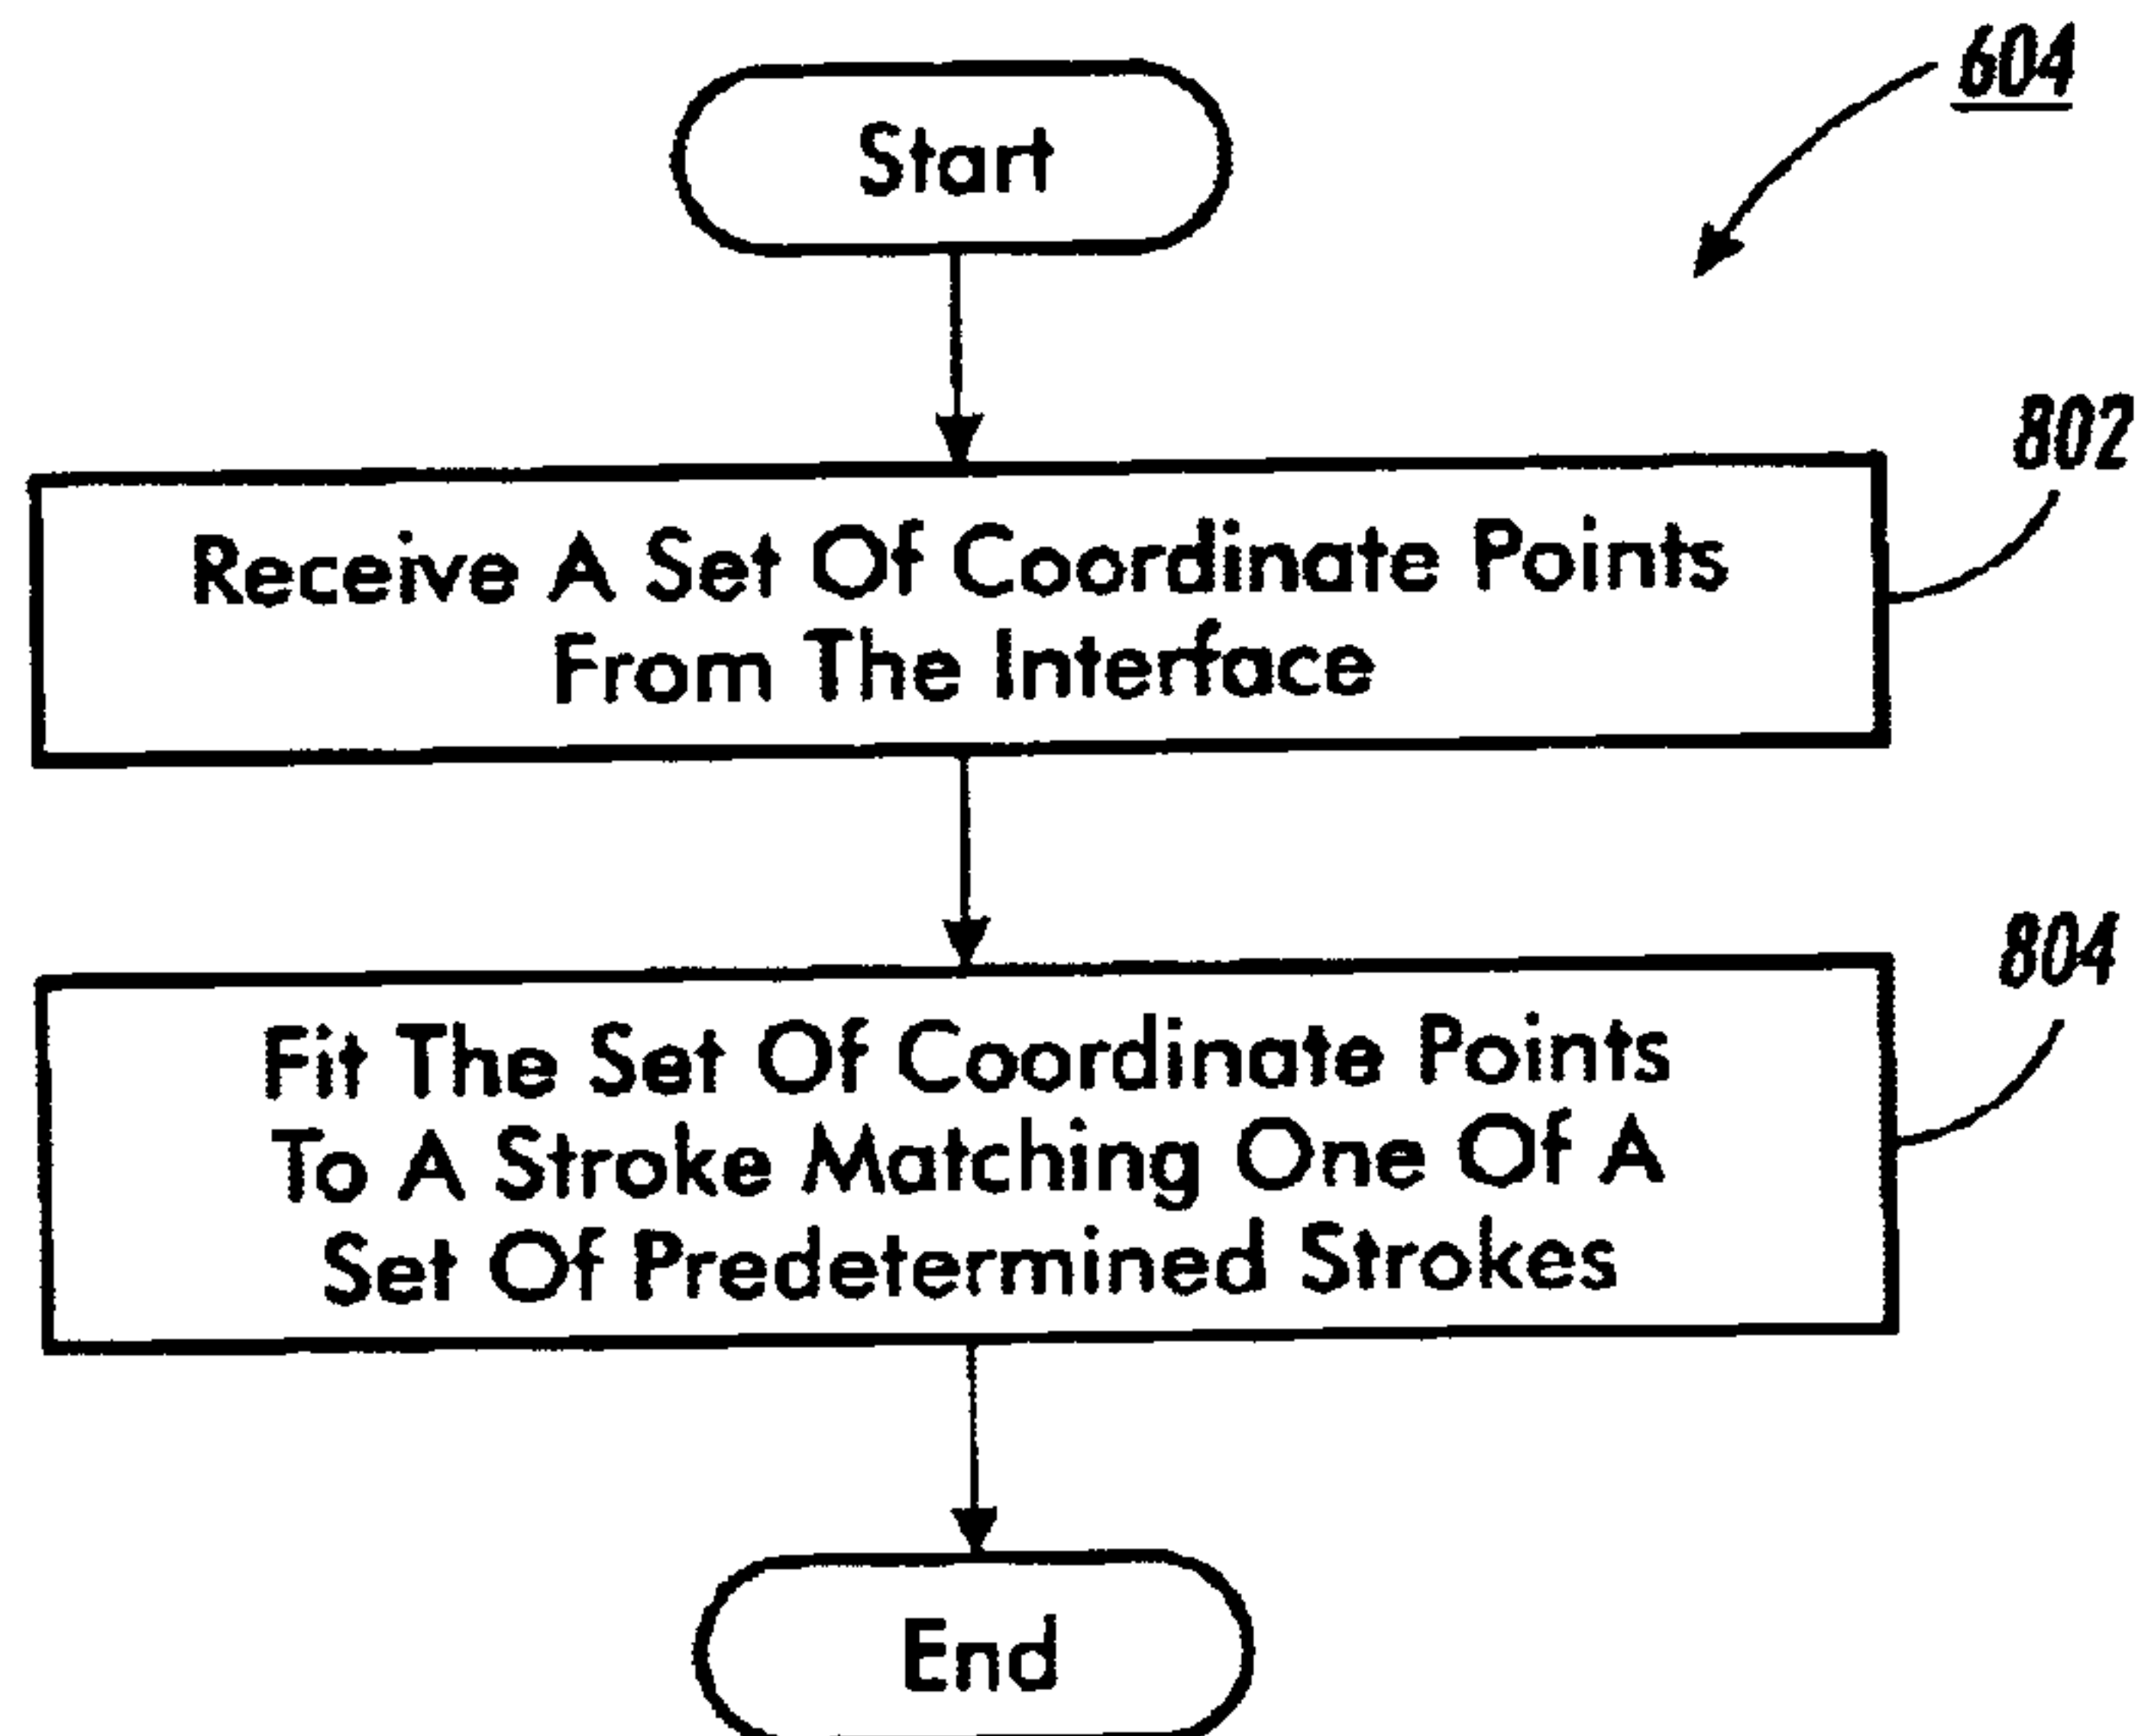 604
Start
802
Receive A Set Of Coordinate Points
From The Interface
804
Fit The Set Of Coordinate Points
To A Stroke Matching One Of A
Set Of Predetermined Strokes
End